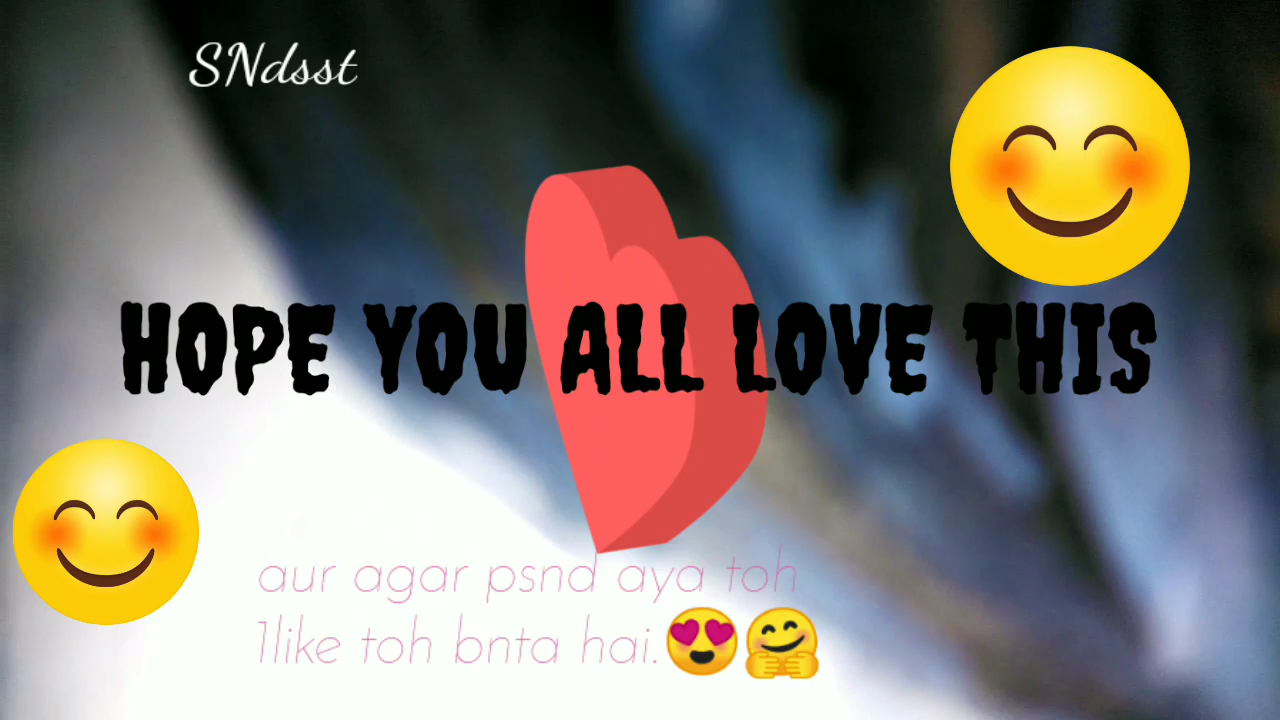 SNdsst
HOPE YOU ALL LOVE THIS
aur agar psnd aya toh
1like toh bnta hai.😍🤗